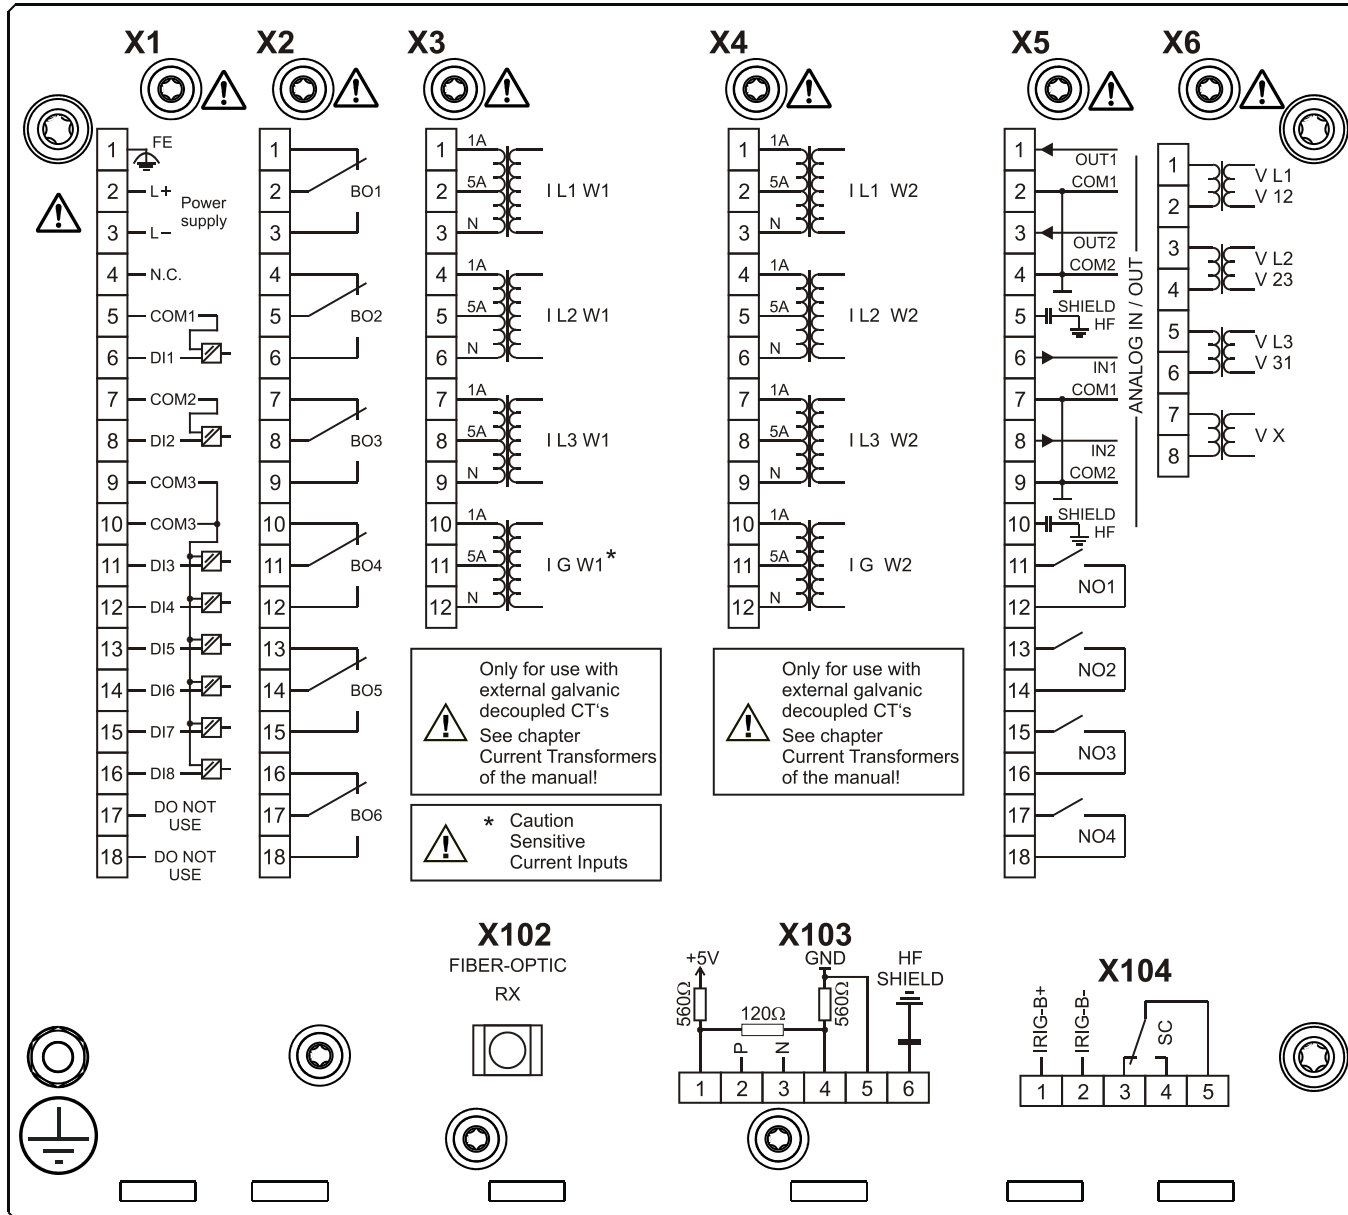 X1
X2
X3
X4
X5
X6
1 FE
2 L+
Power
supply
3 L–
4 N.C.
5 COM1
6 DI1
7 COM2
8 DI2
9 COM3
10 COM3
11 DI3
12 DI4
13 DI5
14 DI6
15 DI7
16 DI8
17 DO NOT
USE
18 DO NOT
USE
1
2 BO1
3
4
5 BO2
6
7
8 BO3
9
10
11 BO4
12
13
14 BO5
15
16
17 BO6
18
1 1A
2 5A I L1 W1
3 N
4 1A
5 5A I L2 W1
6 N
7 1A
8 5A I L3 W1
9 N
10 1A
11 5A I G W1*
12 N
Only for use with
external galvanic
decoupled CT‘s
See chapter
Current Transformers
of the manual!
* Caution
Sensitive
Current Inputs
1 1A
2 5A I L1 W2
3 N
4 1A
5 5A I L2 W2
6 N
7 1A
8 5A I L3 W2
9 N
10 1A
11 5A I G W2
12 N
Only for use with
external galvanic
decoupled CT‘s
See chapter
Current Transformers
of the manual!
1 OUT1
2 COM1
3 OUT2
4 COM2
5 SHIELD
HF
6 IN1
7 COM1
8 IN2
9 COM2
10 SHIELD
HF
ANALOG IN / OUT
11
NO1
12
13
NO2
14
15
NO3
16
17
NO4
18
1 V L1
2 V 12
3 V L2
4 V 23
5 V L3
6 V 31
7
V X
8
X102
FIBER-OPTIC
RX
X103
+5V
GND
HF
SHIELD
560Ω
120Ω
560Ω
P
N
1 2 3 4 5 6
X104
IRIG-B+
IRIG-B-
SC
1 2 3 4 5